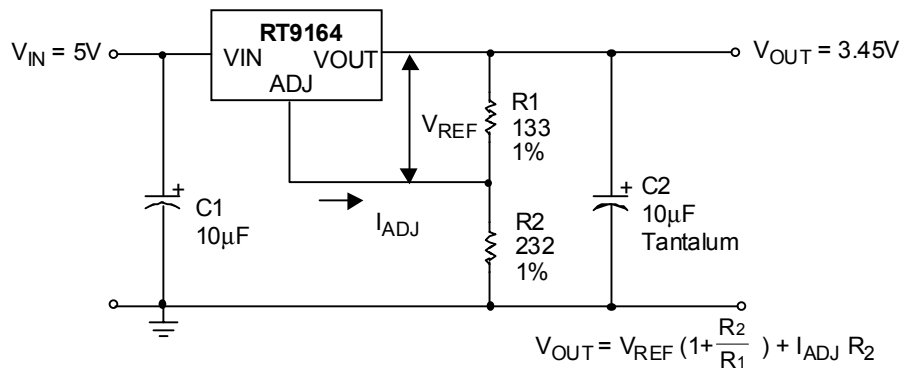 RT9164
V_IN = 5V
VIN
VOUT
V_OUT = 3.45V
ADJ
R1
133
1%
V_REF
C1
10μF
I_ADJ
R2
232
1%
C2
10μF
Tantalum
+
+
V_OUT = V_REF (1+ R2/R1 ) + I_ADJ R2